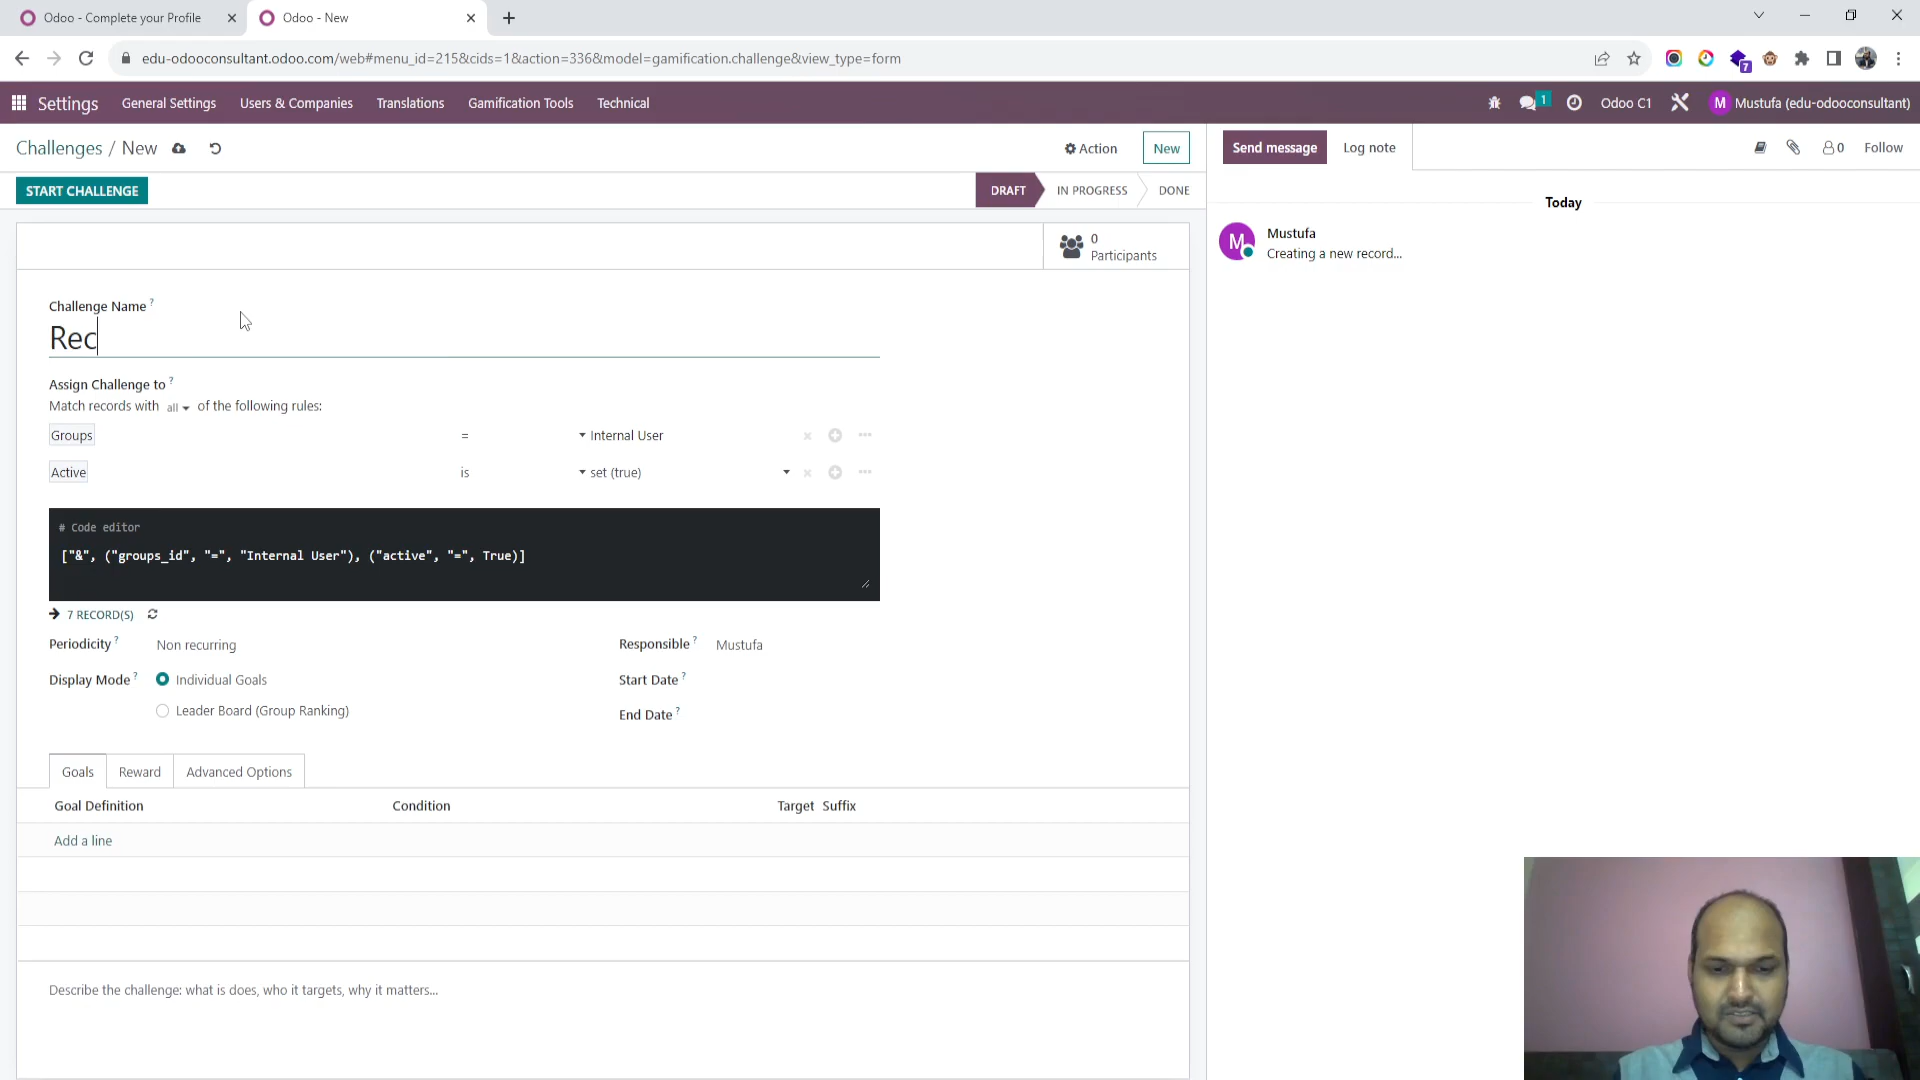 Odoo - Complete your Profile
Odoo - New
edu-odooconsultant.odoo.com/web#menu_id=215&cids=1&action=336&model=gamification.challenge&view_type=form
7
Settings General Settings Users & Companies Translations Gamification Tools Technical
1 Odoo C1 M Mustufa (edu-odooconsultant)
Challenges / New
Action New
Send message Log note 0 Follow
START CHALLENGE
DRAFT IN PROGRESS DONE
Today
0
Participants
M Mustufa
Creating a new record...
Challenge Name ?
Rec
Assign Challenge to ?
Match records with all of the following rules:
Groups = Internal User
Active is set (true)
# Code editor
["&", ("groups_id", "=", "Internal User"), ("active", "=", True)]
7 RECORD(S)
Periodicity ? Non recurring
Responsible ? Mustufa
Display Mode ? Individual Goals
Start Date ?
Leader Board (Group Ranking)
End Date ?
Goals Reward Advanced Options
Goal Definition Condition Target Suffix
Add a line
Describe the challenge: what is does, who it targets, why it matters...